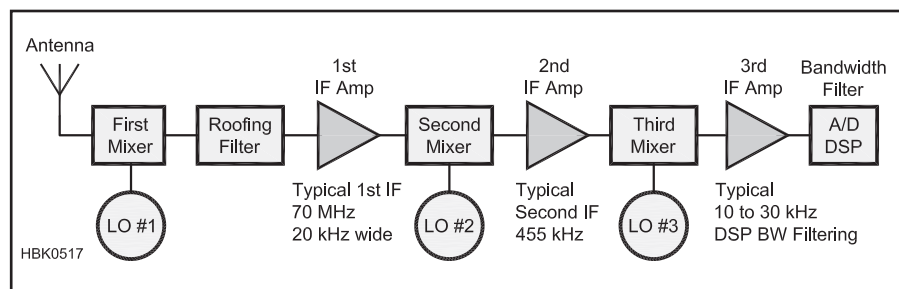 Antenna
1st
IF Amp
2nd
IF Amp
3rd
IF Amp
Bandwidth
Filter
First
Mixer
Roofing
Filter
Second
Mixer
Third
Mixer
A/D
DSP
Typical 1st IF
70 MHz
20 kHz wide
Typical
Second IF
455 kHz
Typical
10 to 30 kHz
DSP BW Filtering
LO #1
LO #2
LO #3
HBK0517